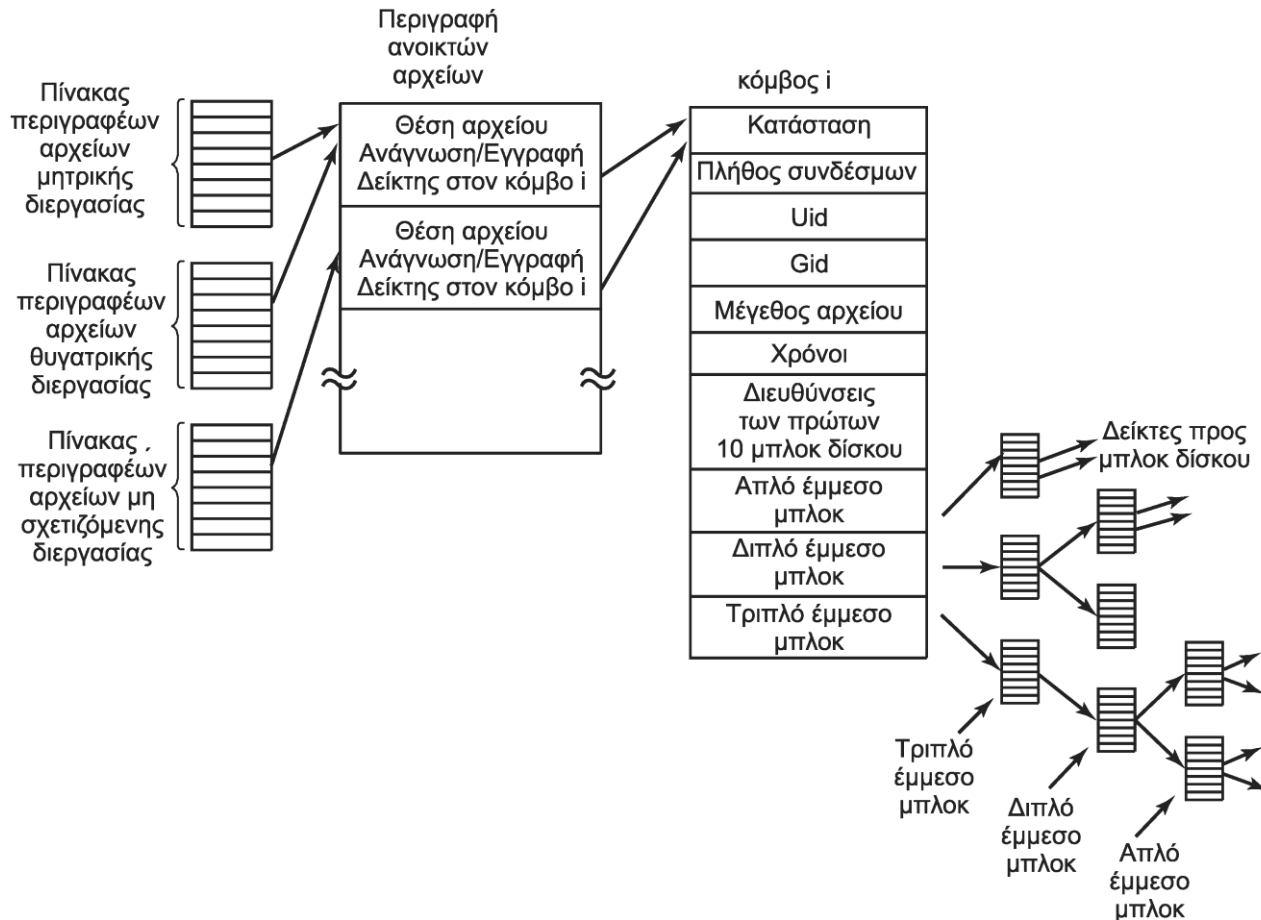 Περιγραφή
ανοικτών
αρχείων
Πίνακας
περιγραφέων
αρχείων
μητρικής
διεργασίας
Πίνακας
περιγραφέων
αρχείων
θυγατρικής
διεργασίας
Πίνακας
περιγραφέων
αρχείων μη
σχετιζόμενης
διεργασίας
Θέση αρχείου
Ανάγνωση/Εγγραφή
Δείκτης στον κόμβο i
Θέση αρχείου
Ανάγνωση/Εγγραφή
Δείκτης στον κόμβο i
κόμβος i
Κατάσταση
Πλήθος συνδέσμων
Uid
Gid
Μέγεθος αρχείου
Χρόνοι
Διευθύνσεις
των πρώτων
10 μπλοκ δίσκου
Απλό έμμεσο
μπλοκ
Διπλό έμμεσο
μπλοκ
Τριπλό έμμεσο
μπλοκ
Δείκτες προς
μπλοκ δίσκου
Τριπλό
έμμεσο
μπλοκ
Διπλό
έμμεσο
μπλοκ
Απλό
έμμεσο
μπλοκ